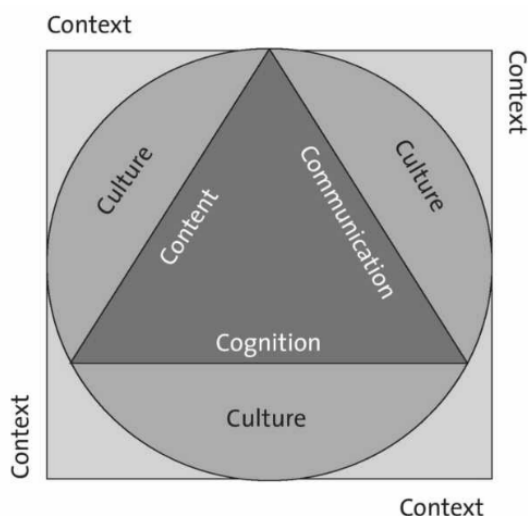 Context
Context
Culture
Culture
Content
Communication
Cognition
Culture
Context
Context